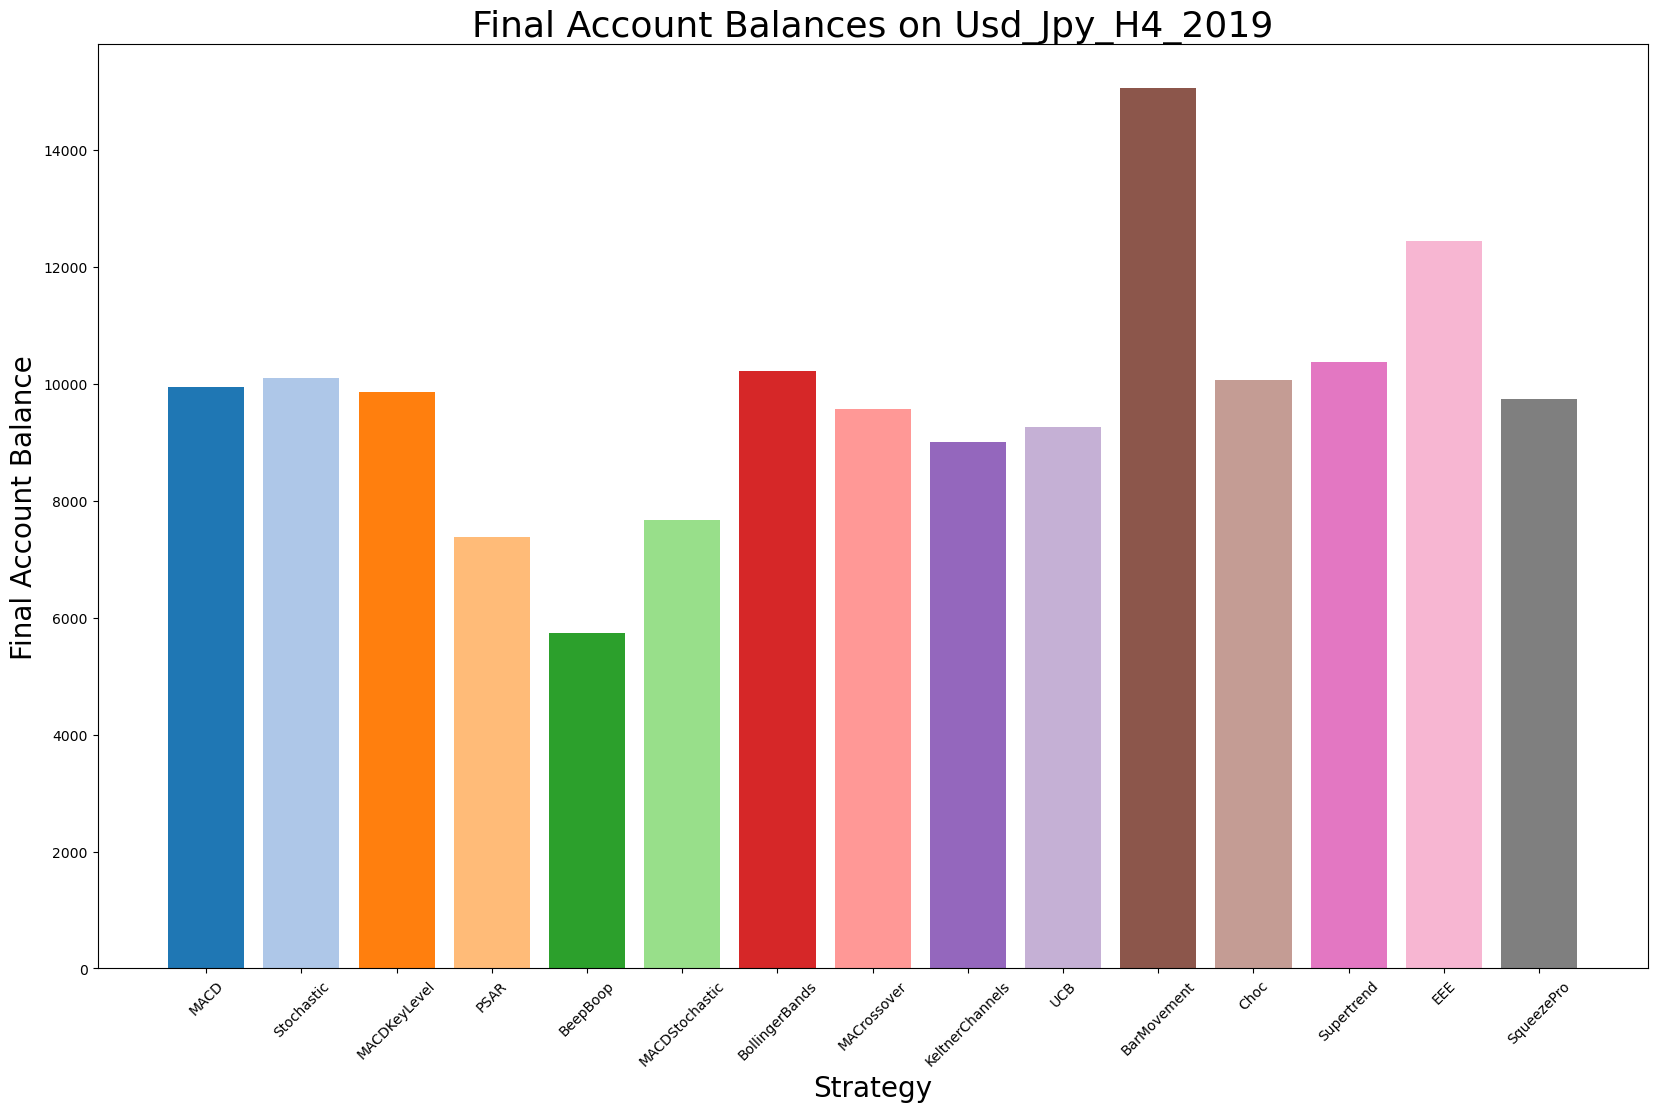 Final Account Balances on Usd_Jpy_H4_2019
Final Account Balance
14000
12000
10000
8000
6000
4000
2000
0
MACD
Stochastic
MACDKeyLevel
PSAR
BeepBoop
MACDStochastic
BollingerBands
MACrossover
KeltnerChannels
UCB
BarMovement
Choc
Supertrend
EEE
SqueezePro
Strategy